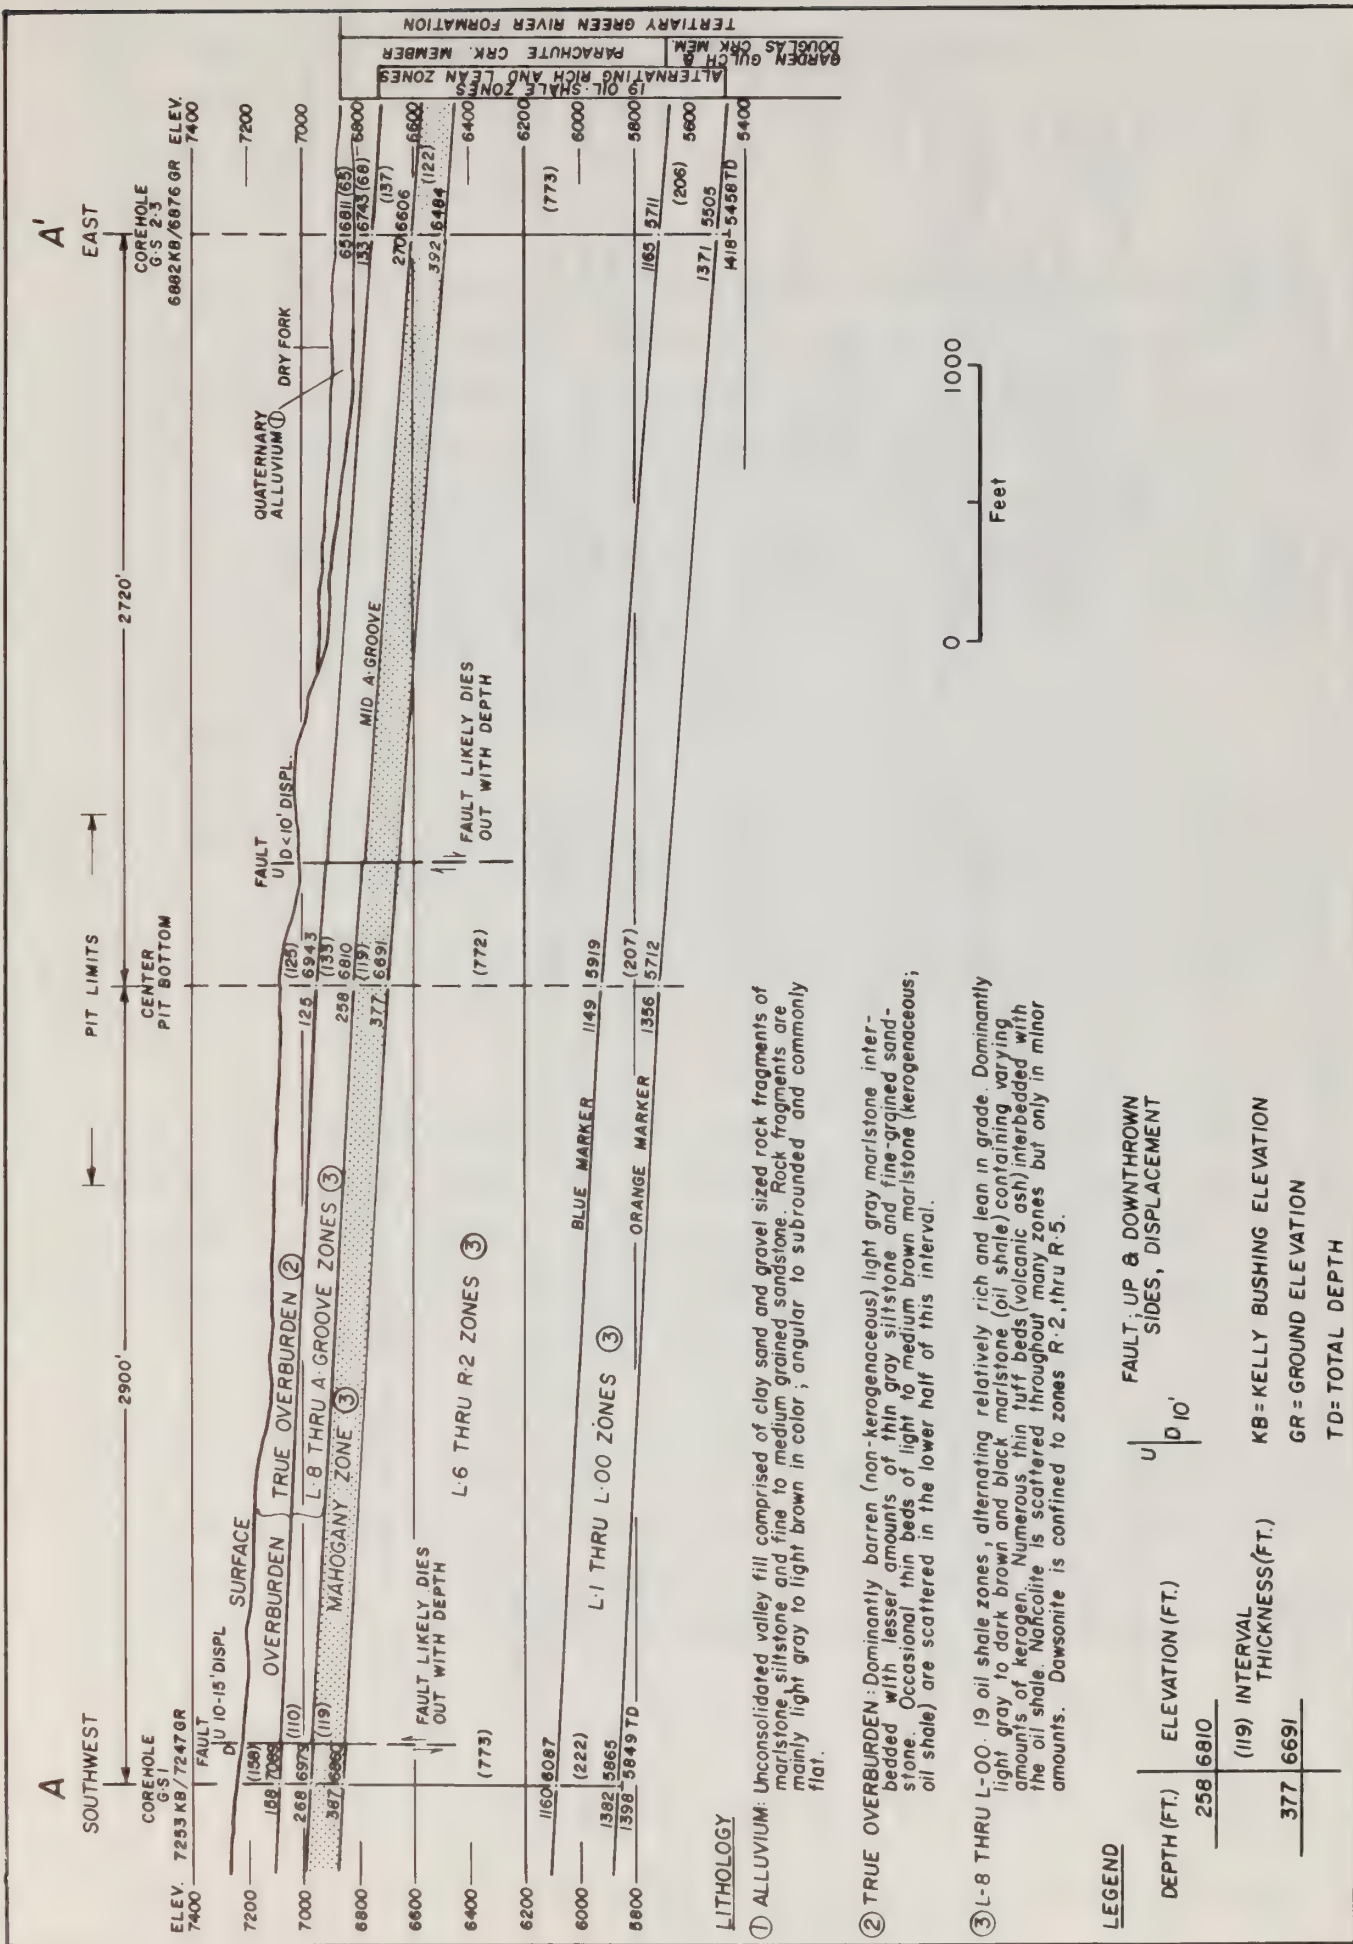 A
SOUTHWEST
COREHOLE
G·S 1
ELEV. 7253 KB/7247 GR
7400
7200
7000
6800
6600
6400
6200
6000
5800
FAULT
D U 10-15' DISPL
SURFACE
OVERBURDEN
TRUE OVERBURDEN ②
L·8 THRU A·GROOVE ZONES ③
MAHOGANY ZONE ③
(158)
7089
(110)
268 6979
(119)
387 6860
FAULT LIKELY DIES
OUT WITH DEPTH
(773)
L·6 THRU R·2 ZONES ③
1160 6087
(222)
1382 5865
1398 5849 TD
BLUE MARKER
L·1 THRU L·00 ZONES ③
ORANGE MARKER
2900'
PIT LIMITS
CENTER
PIT BOTTOM
(125)
125 6943
(133)
258 6810
(119)
377 6691
(772)
1149 5919
(207)
1356 5712
2720'
FAULT
U D<10' DISPL.
FAULT LIKELY DIES
OUT WITH DEPTH
MID A·GROOVE
QUATERNARY
ALLUVIUM ①
DRY FORK
A'
EAST
COREHOLE
G·S 2·3
6882 KB/6876 GR ELEV.
7400
7200
7000
6800
6600
6400
6200
6000
5800
5600
5400
65 6811 (65)
133 6743 (68)
(137)
270 6606
(122)
392 6484
(773)
1165 5711
(206)
1371 5505
1418 5458 TD
19 OIL·SHALE ZONES
ALTERNATING RICH AND LEAN ZONES
PARACHUTE CRK. MEMBER
GARDEN GULCH &
DOUGLAS CRK MEM.
TERTIARY GREEN RIVER FORMATION
0
1000
Feet
LITHOLOGY
① ALLUVIUM: Unconsolidated valley fill comprised of clay sand and gravel sized rock fragments of
marlstone, siltstone and fine to medium grained sandstone. Rock fragments are
mainly light gray to light brown in color; angular to subrounded and commonly
flat.
② TRUE OVERBURDEN: Dominantly barren (non-kerogenaceous) light gray marlstone inter-
bedded with lesser amounts of thin gray siltstone and fine-grained sand-
stone. Occasional thin beds of light to medium brown marlstone (kerogenaceous;
oil shale) are scattered in the lower half of this interval.
③ L-8 THRU L-00. 19 oil shale zones, alternating relatively rich and lean in grade. Dominantly
light gray to dark brown and black marlstone (oil shale) containing varying
amounts of kerogen. Numerous thin tuff beds (volcanic ash) interbedded with
the oil shale. Nahcolite is scattered throughout many zones but only in minor
amounts. Dawsonite is confined to zones R·2, thru R·5.
LEGEND
DEPTH (FT.) ELEVATION (FT.)
258 6810
(119) INTERVAL
THICKNESS (FT.)
377 6691
U D 10'
FAULT; UP & DOWNTHROWN
SIDES, DISPLACEMENT
KB = KELLY BUSHING ELEVATION
GR = GROUND ELEVATION
TD = TOTAL DEPTH